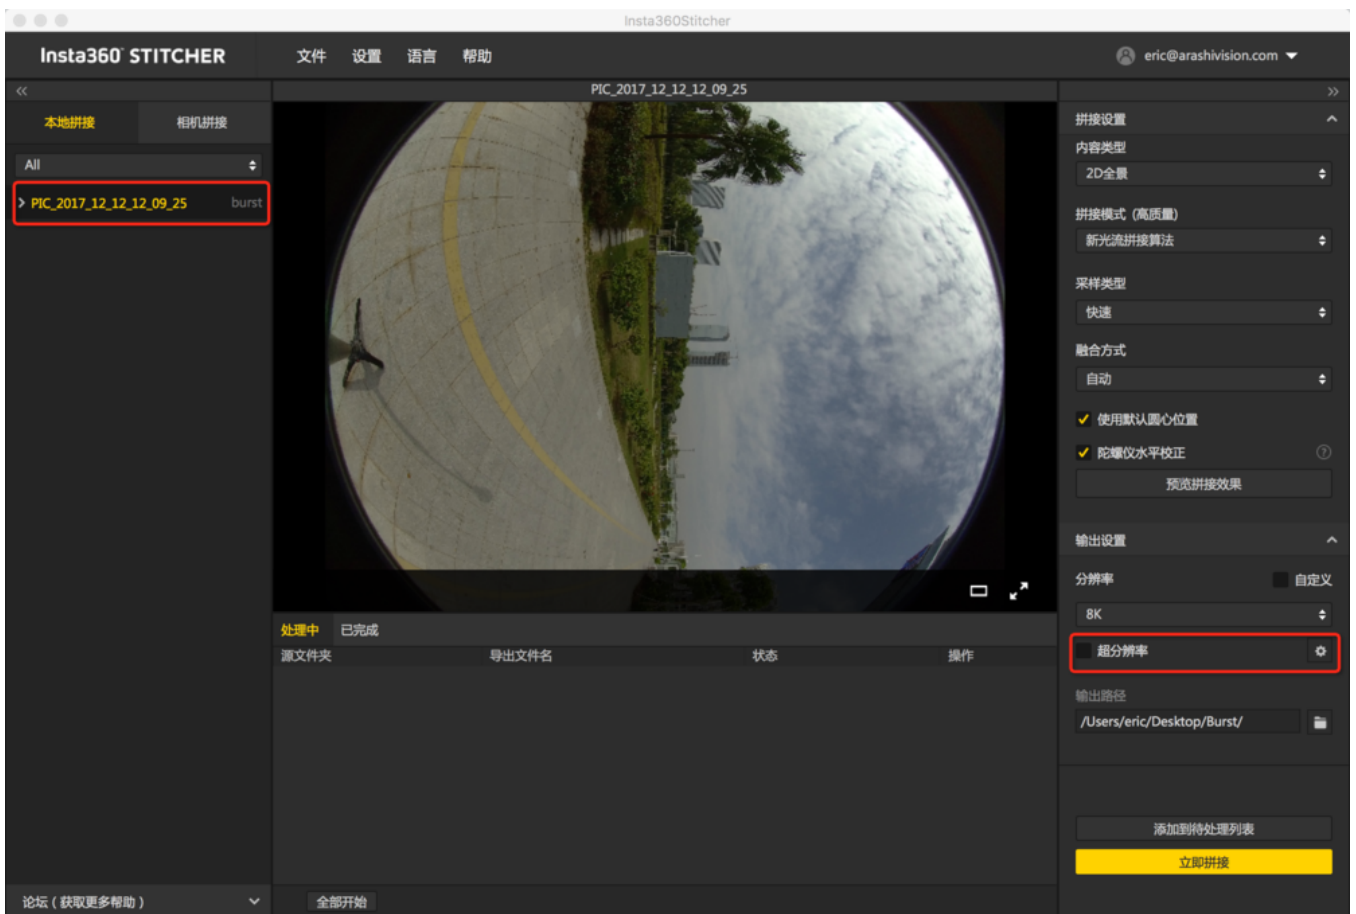 Insta360Stitcher
Insta360 STITCHER 文件 设置 语言 帮助 eric@arashivision.com
PIC_2017_12_12_12_09_25
本地拼接 相机拼接
All
PIC_2017_12_12_12_09_25 burst
拼接设置
内容类型
2D全景
拼接模式 (高质量)
新光流拼接算法
采样类型
快速
融合方式
自动
使用默认圆心位置
陀螺仪水平校正 ?
预览拼接效果
输出设置
分辨率 自定义
8K
超分辨率
输出路径
/Users/eric/Desktop/Burst/
添加到待处理列表
立即拼接
处理中 已完成
源文件夹 导出文件名 状态 操作
论坛 ( 获取更多帮助 ) 全部开始